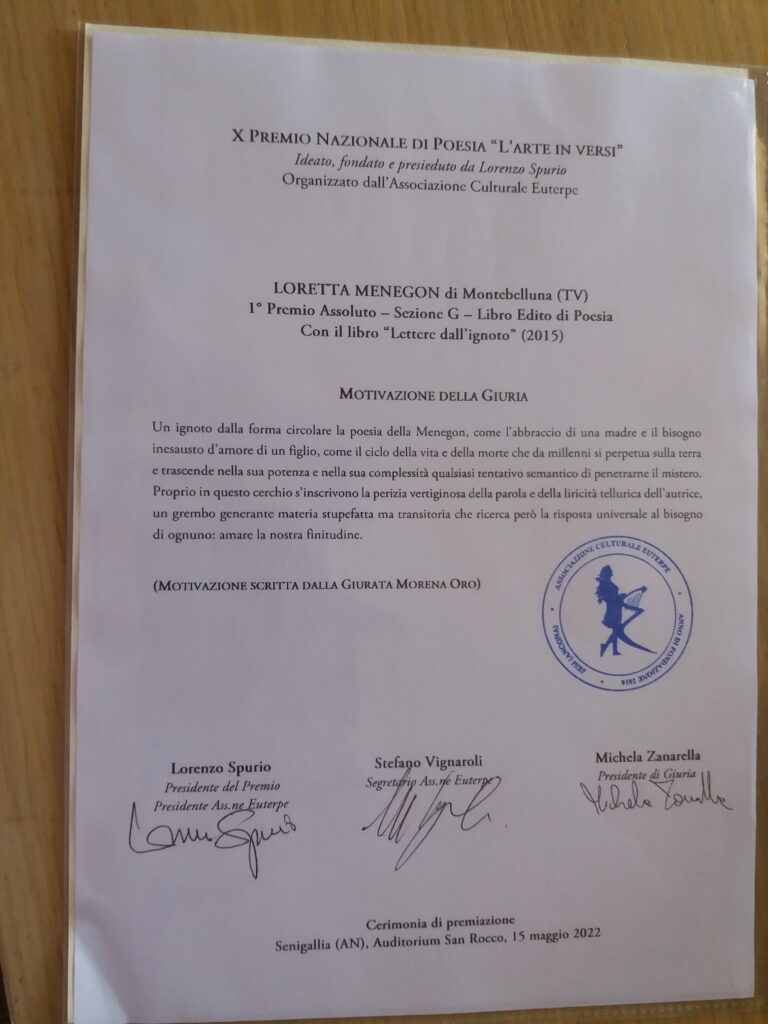 X Premio Nazionale di Poesia “L’arte in versi”
Ideato, fondato e presieduto da Lorenzo Spurio
Organizzato dall’Associazione Culturale Euterpe
LORETTA MENEGON di Montebelluna (TV)
1° Premio Assoluto – Sezione G – Libro Edito di Poesia
Con il libro “Lettere dall’ignoto” (2015)
Motivazione della Giuria
Un ignoto dalla forma circolare la poesia della Menegon, come l’abbraccio di una madre e il bisogno
inesausto d’amore di un figlio, come il ciclo della vita e della morte che da millenni si perpetua sulla terra
e trascende nella sua potenza e nella sua complessità qualsiasi tentativo semantico di penetrarne il mistero.
Proprio in questo cerchio s’inscrivono la perizia vertiginosa della parola e della liricità tellurica dell’autrice,
un grembo generante materia stupefatta ma transitoria che ricerca però la risposta universale al bisogno
di ognuno: amare la nostra finitudine.
(Motivazione scritta dalla Giurata Morena Oro)
ASSOCIAZIONE CULTURALE EUTERPE
ANNO DI FONDAZIONE 2016
JESI (ANCONA)
Lorenzo Spurio
Presidente del Premio
Presidente Ass.ne Euterpe
Stefano Vignaroli
Segretario Ass.ne Euterpe
Michela Zanarella
Presidente di Giuria
Michela Zanarella
Cerimonia di premiazione
Senigallia (AN), Auditorium San Rocco, 15 maggio 2022